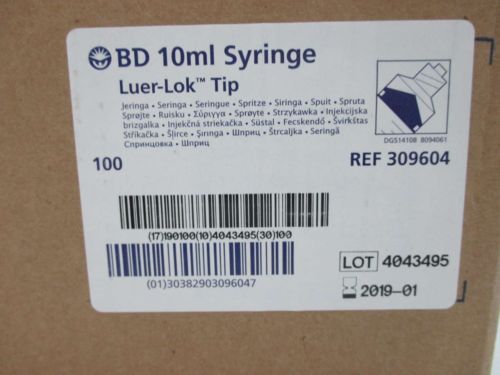 BD 10ml Syringe
Luer-Lok™ Tip
Jeringa • Seringa • Seringue • Spritze • Siringa • Spuit • Spruta
Sprøjte • Ruisku • Σύριγγα • Sprøyte • Strzykawka • Injekcijska
brizgalka • Injekčná striekačka • Süstal • Fecskendő • Švirkštas
Stříkačka • Šļirce • Şırınga • Шприц • Štrcaljka • Seringă
Спринцовка • Шприц
DGS14108 8094061
100
REF 309604
(17)190100(10)4043495(30)100
LOT 4043495
2019-01
(01)30382903096047